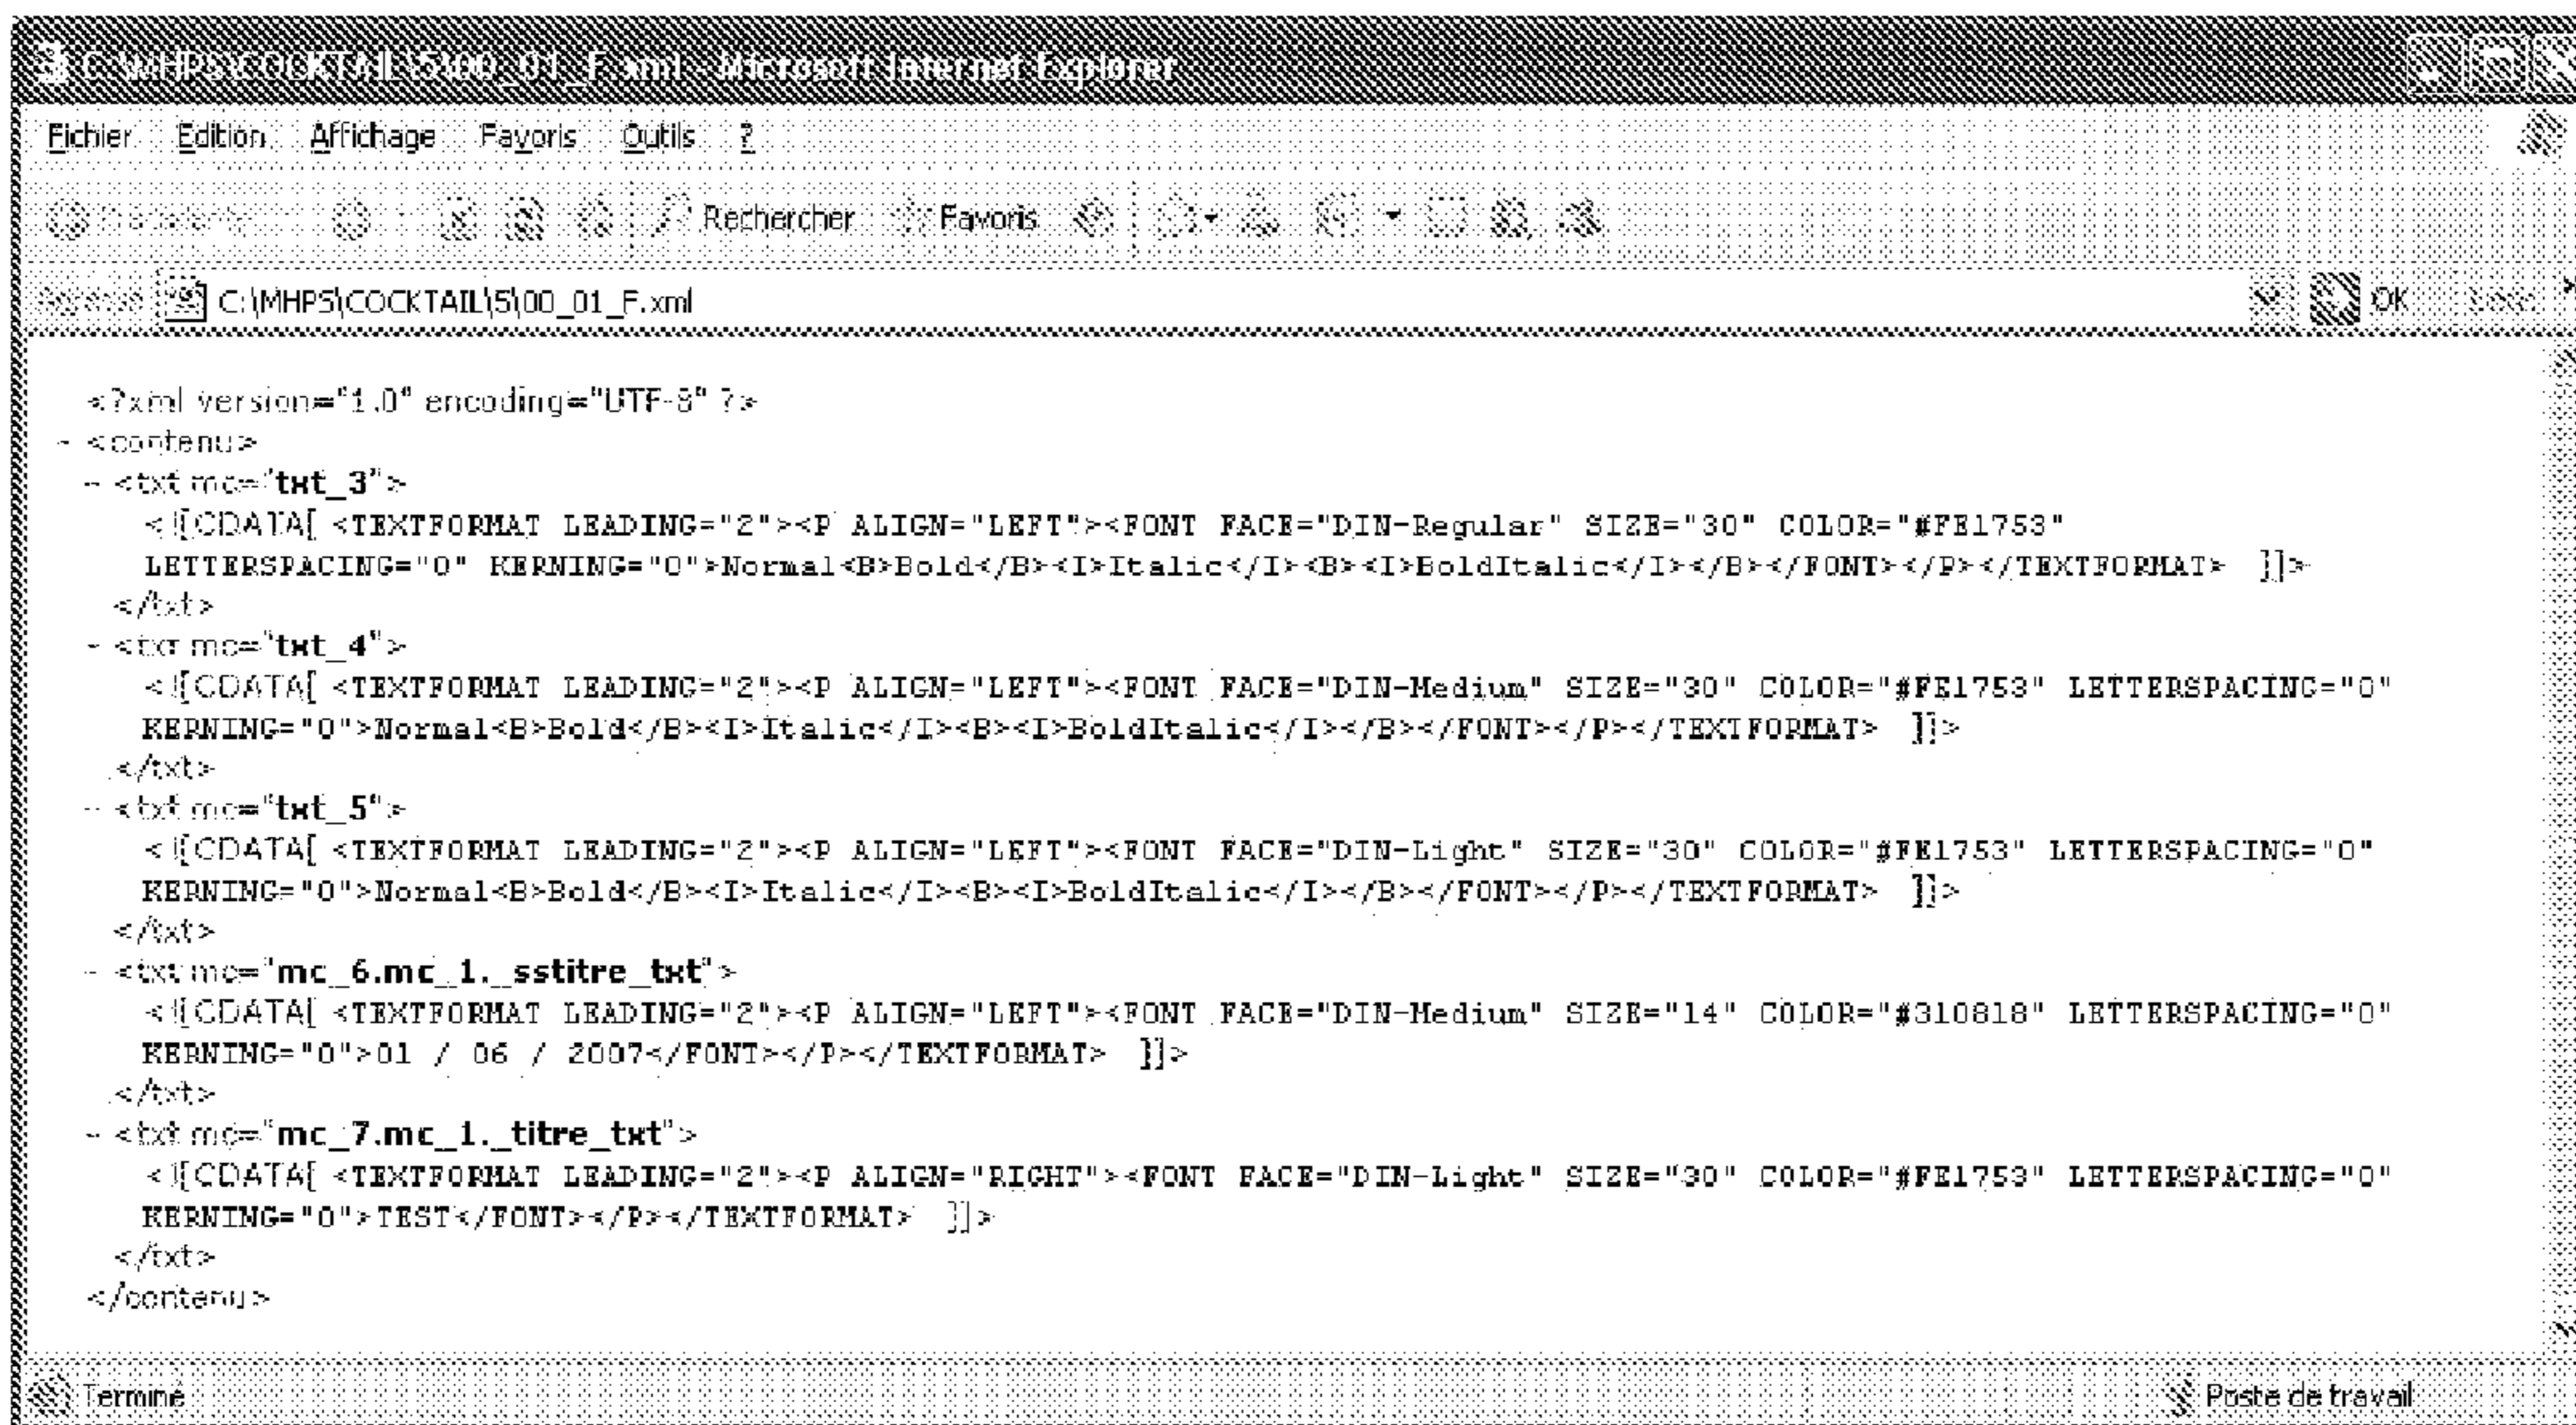 C:\MHPS\COCKTAIL\5\00_01_F.xml - Microsoft Internet Explorer
Fichier Edition Affichage Favoris Outils ?
Rechercher Favoris
C:\MHPS\COCKTAIL\5\00_01_F.xml OK
<?xml version="1.0" encoding="UTF-8" ?>
- <contenu>
- <txt mc="txt_3">
<![CDATA[ <TEXTFORMAT LEADING="2"><P ALIGN="LEFT"><FONT FACE="DIN-Regular" SIZE="30" COLOR="#FE1753"
LETTERSPACING="0" KERNING="0">Normal<B>Bold</B><I>Italic</I><B><I>BoldItalic</I></B></FONT></P></TEXTFORMAT> ]]>
</txt>
- <txt mc="txt_4">
<![CDATA[ <TEXTFORMAT LEADING="2"><P ALIGN="LEFT"><FONT FACE="DIN-Medium" SIZE="30" COLOR="#FE1753" LETTERSPACING="0"
KERNING="0">Normal<B>Bold</B><I>Italic</I><B><I>BoldItalic</I></B></FONT></P></TEXTFORMAT> ]]>
</txt>
- <txt mc="txt_5">
<![CDATA[ <TEXTFORMAT LEADING="2"><P ALIGN="LEFT"><FONT FACE="DIN-Light" SIZE="30" COLOR="#FE1753" LETTERSPACING="0"
KERNING="0">Normal<B>Bold</B><I>Italic</I><B><I>BoldItalic</I></B></FONT></P></TEXTFORMAT> ]]>
</txt>
- <txt mc="mc_6.mc_1._sstitre_txt">
<![CDATA[ <TEXTFORMAT LEADING="2"><P ALIGN="LEFT"><FONT FACE="DIN-Medium" SIZE="14" COLOR="#310818" LETTERSPACING="0"
KERNING="0">01 / 06 / 2007</FONT></P></TEXTFORMAT> ]]>
</txt>
- <txt mc="mc_7.mc_1._titre_txt">
<![CDATA[ <TEXTFORMAT LEADING="2"><P ALIGN="RIGHT"><FONT FACE="DIN-Light" SIZE="30" COLOR="#FE1753" LETTERSPACING="0"
KERNING="0">TEST</FONT></P></TEXTFORMAT> ]]>
</txt>
</contenu>
Terminé Poste de travail